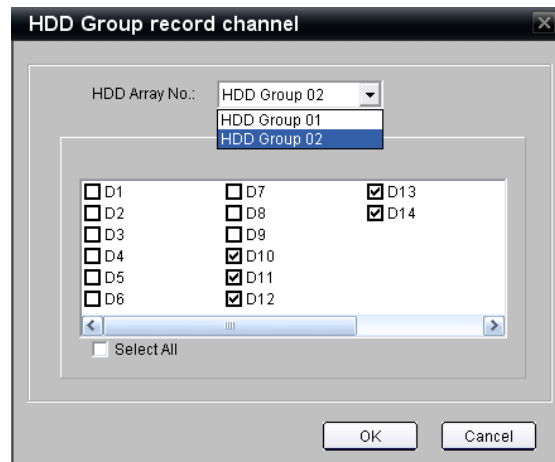 HDD Group record channel
HDD Array No.: HDD Group 02
HDD Group 01
HDD Group 02
D1 D7 D13
D2 D8 D14
D3 D9
D4 D10
D5 D11
D6 D12
Select All
OK Cancel